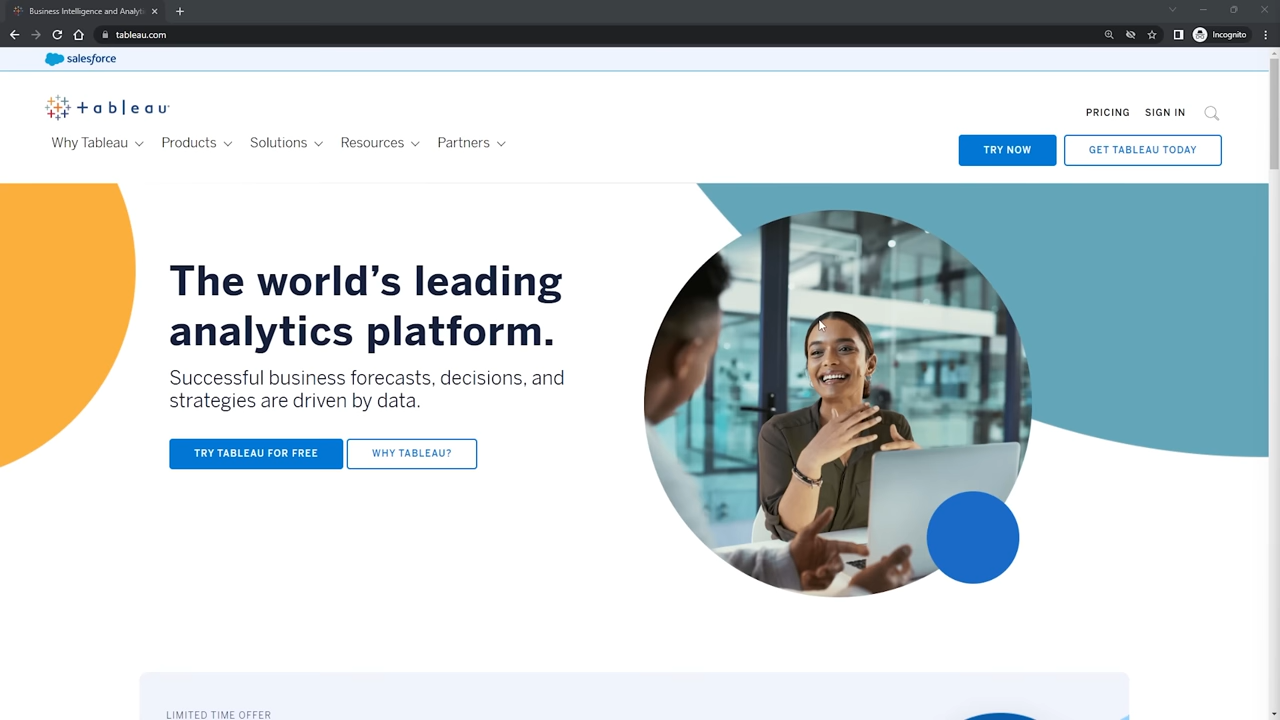 Business Intelligence and Analyti
tableau.com
Incognito
salesforce
+ableau
PRICING
SIGN IN
Why Tableau
Products
Solutions
Resources
Partners
TRY NOW
GET TABLEAU TODAY
The world's leading
analytics platform.
Successful business forecasts, decisions, and
strategies are driven by data.
TRY TABLEAU FOR FREE
WHY TABLEAU?
LIMITED TIME OFFER